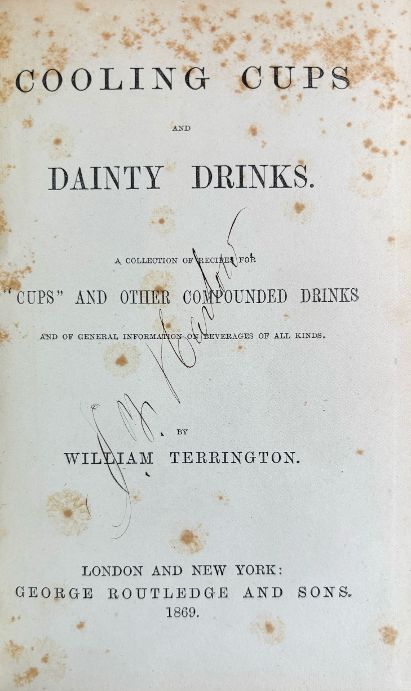 COOLING CUPS
AND
DAINTY DRINKS.
A COLLECTION OF RECIPES FOR
"CUPS" AND OTHER COMPOUNDED DRINKS
AND OF GENERAL INFORMATION ON BEVERAGES OF ALL KINDS.
BY
WILLIAM TERRINGTON.
LONDON AND NEW YORK:
GEORGE ROUTLEDGE AND SONS.
1869.